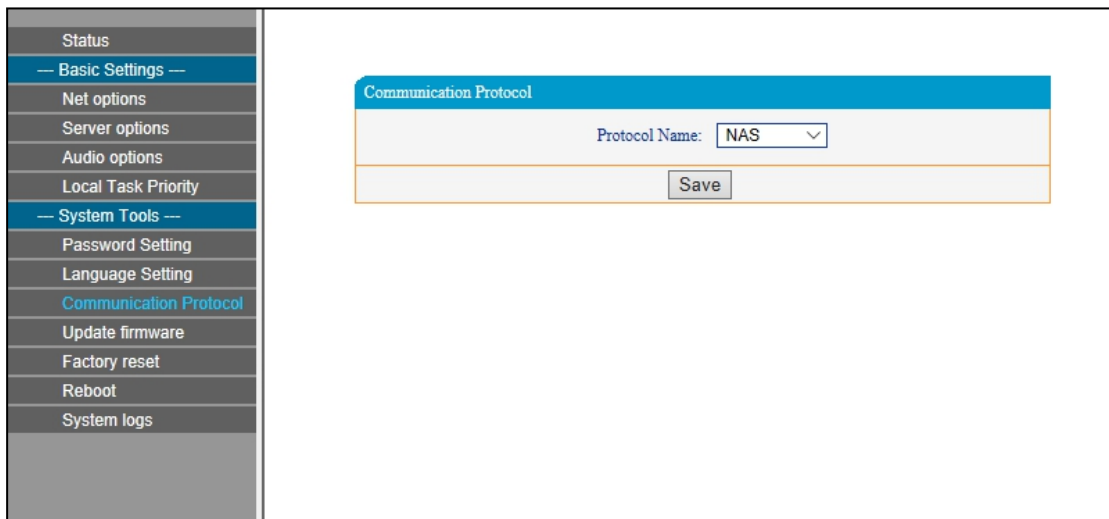 Status
--- Basic Settings ---
Net options
Server options
Audio options
Local Task Priority
--- System Tools ---
Password Setting
Language Setting
Communication Protocol
Update firmware
Factory reset
Reboot
System logs
Communication Protocol
Protocol Name: NAS
Save